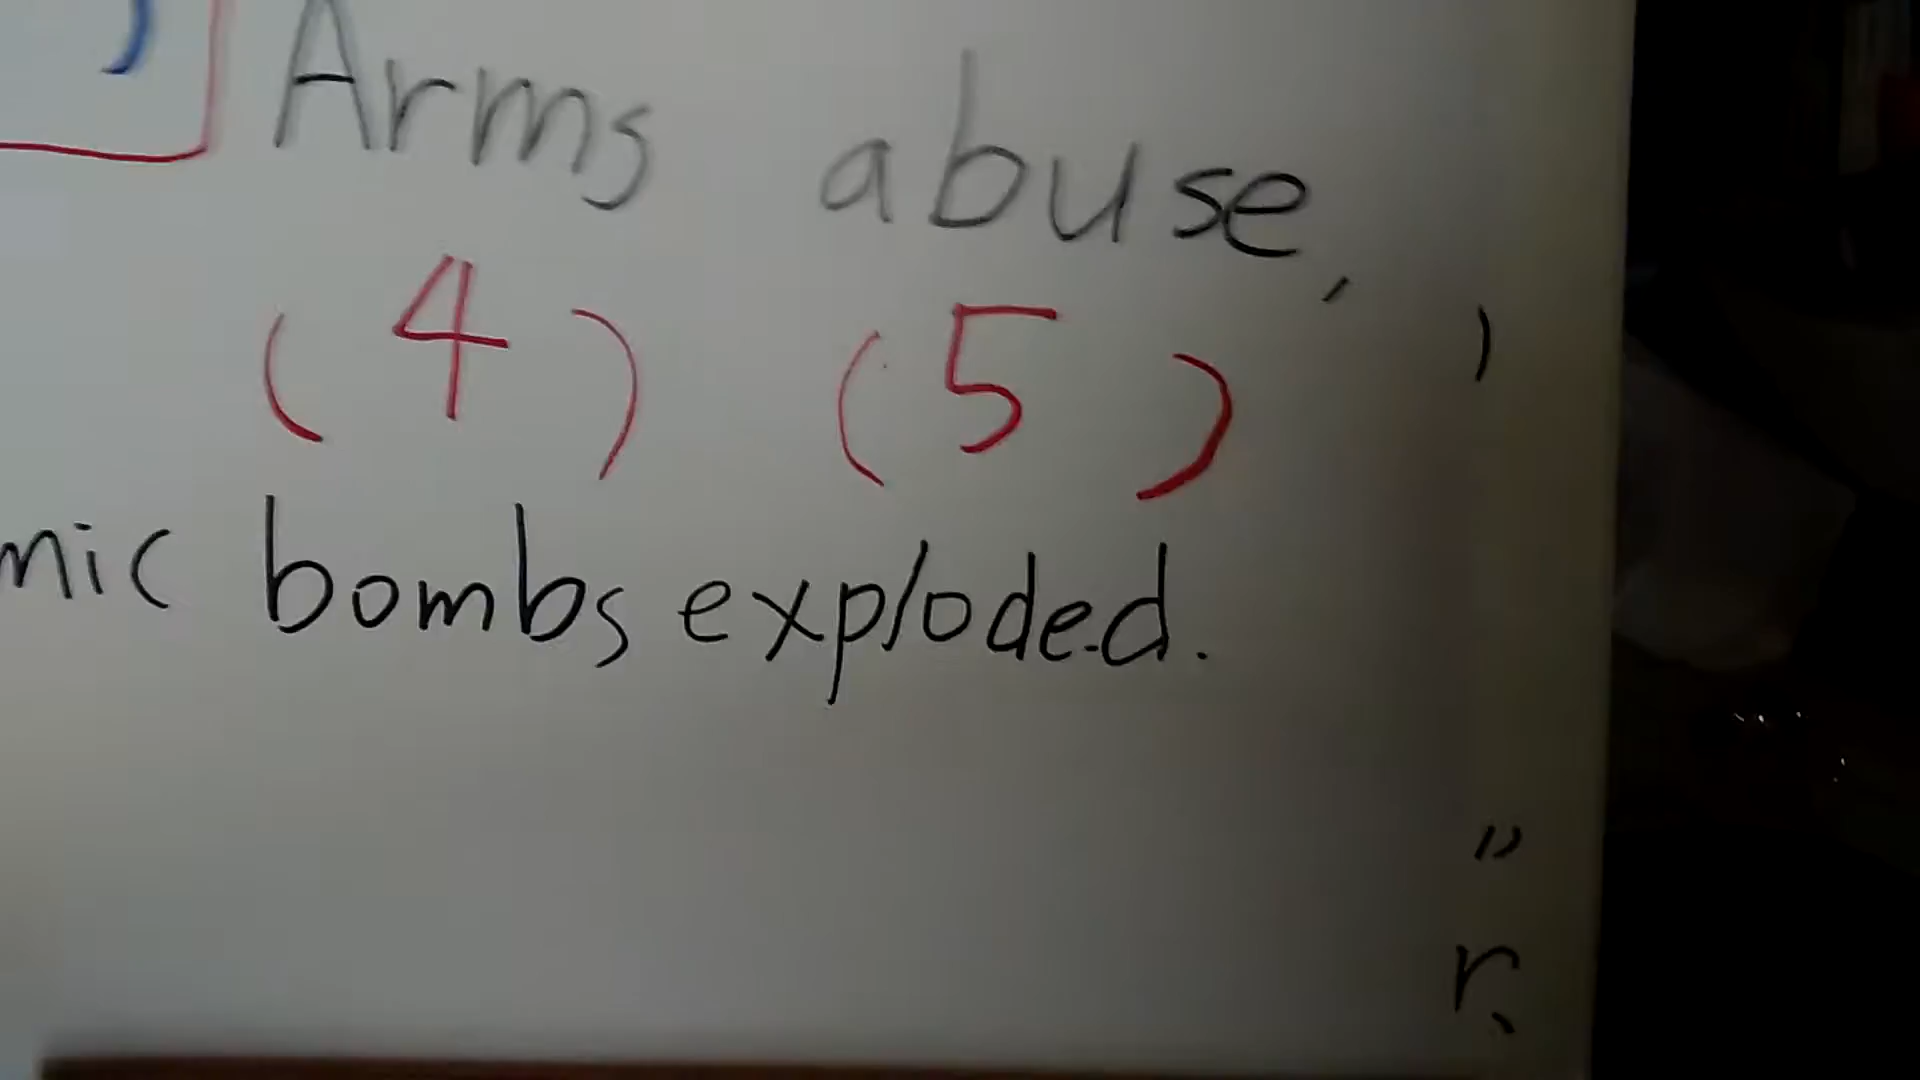 Arms abuse,
(4) (5)
mic bombs exploded.
r.